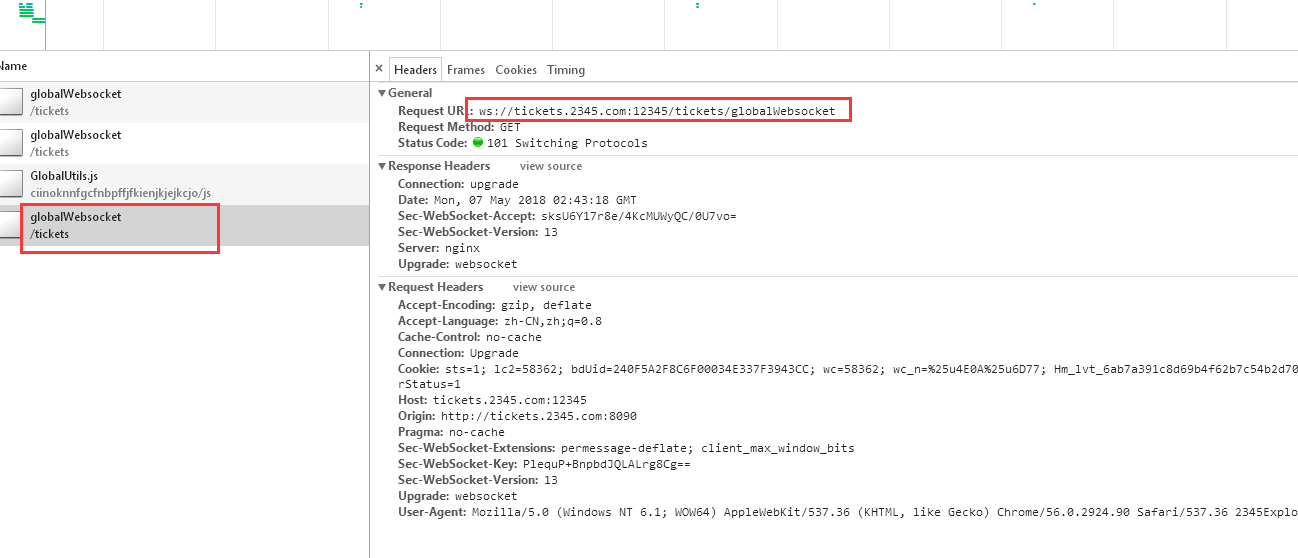 Name
globalWebsocket
/tickets
globalWebsocket
/tickets
GlobalUtils.js
ciinoknnfgcfnbpffjfkienjkjejkcjo/js
globalWebsocket
/tickets
× Headers Frames Cookies Timing
▼ General
Request URL: ws://tickets.2345.com:12345/tickets/globalWebsocket
Request Method: GET
Status Code: 101 Switching Protocols
▼ Response Headers view source
Connection: upgrade
Date: Mon, 07 May 2018 02:43:18 GMT
Sec-WebSocket-Accept: sksU6Y17r8e/4KcMUWyQC/0U7vo=
Sec-WebSocket-Version: 13
Server: nginx
Upgrade: websocket
▼ Request Headers view source
Accept-Encoding: gzip, deflate
Accept-Language: zh-CN,zh;q=0.8
Cache-Control: no-cache
Connection: Upgrade
Cookie: sts=1; lc2=58362; bdUid=240F5A2F8C6F00034E337F3943CC; wc=58362; wc_n=%25u4E0A%25u6D77; Hm_lvt_6ab7a391c8d69b4f62b7c54b2d70
rStatus=1
Host: tickets.2345.com:12345
Origin: http://tickets.2345.com:8090
Pragma: no-cache
Sec-WebSocket-Extensions: permessage-deflate; client_max_window_bits
Sec-WebSocket-Key: PlequP+BnpbdJQLALrg8Cg==
Sec-WebSocket-Version: 13
Upgrade: websocket
User-Agent: Mozilla/5.0 (Windows NT 6.1; WOW64) AppleWebKit/537.36 (KHTML, like Gecko) Chrome/56.0.2924.90 Safari/537.36 2345Explo